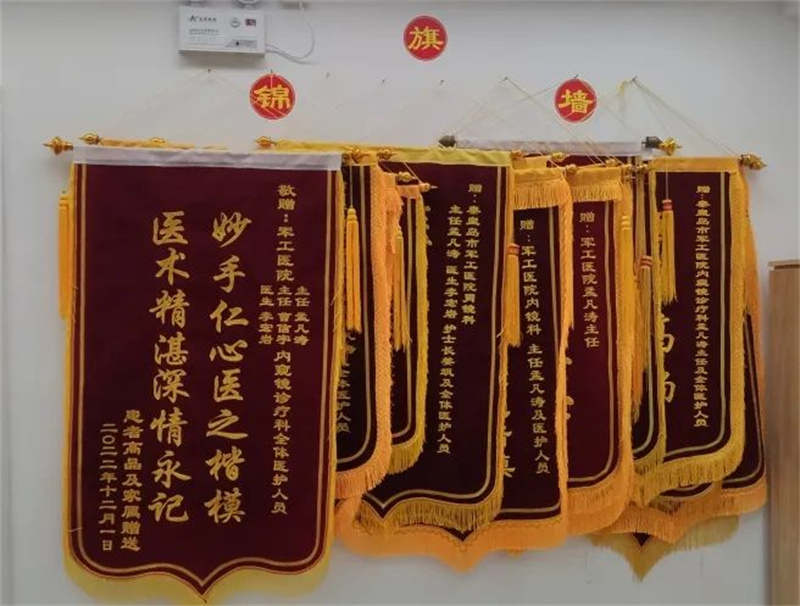 锦
旗
墙
敬赠：军工医院
主任 孟凡涛
主任 曹信宇
医生 李宏岩
内窥镜诊疗科全体医护人员
妙手仁心医之楷模
医术精湛深情永记
患者高晶及家属赠送
二〇二二年十二月一日
全体医护人员
赠：秦皇岛市军工医院胃镜科
主任孟凡涛 医生李宏岩 护士长
及全体医护人员
赠：军工医院内镜科 主任孟凡涛及医护人员
赠：军工医院孟凡涛主任
赠：秦皇岛市军工医院内窥镜诊疗科孟凡涛主任及全体医护人员